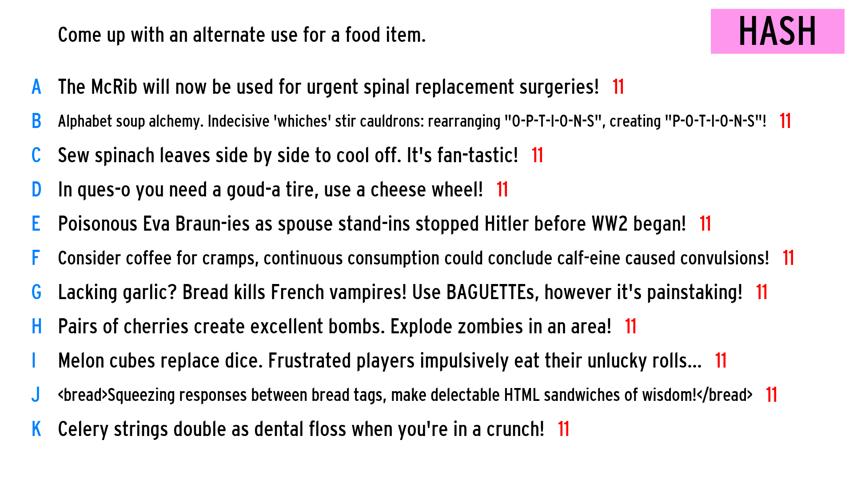 Come up with an alternate use for a food item.
HASH
A The McRib will now be used for urgent spinal replacement surgeries! 11
B Alphabet soup alchemy. Indecisive 'whiches' stir cauldrons: rearranging "O-P-T-I-O-N-S", creating "P-O-T-I-O-N-S"! 11
C Sew spinach leaves side by side to cool off. It's fan-tastic! 11
D In ques-o you need a goud-a tire, use a cheese wheel! 11
E Poisonous Eva Braun-ies as spouse stand-ins stopped Hitler before WW2 began! 11
F Consider coffee for cramps, continuous consumption could conclude calf-eine caused convulsions! 11
G Lacking garlic? Bread kills French vampires! Use BAGUETTEs, however it's painstaking! 11
H Pairs of cherries create excellent bombs. Explode zombies in an area! 11
I Melon cubes replace dice. Frustrated players impulsively eat their unlucky rolls... 11
J <bread>Squeezing responses between bread tags, make delectable HTML sandwiches of wisdom!</bread> 11
K Celery strings double as dental floss when you're in a crunch! 11